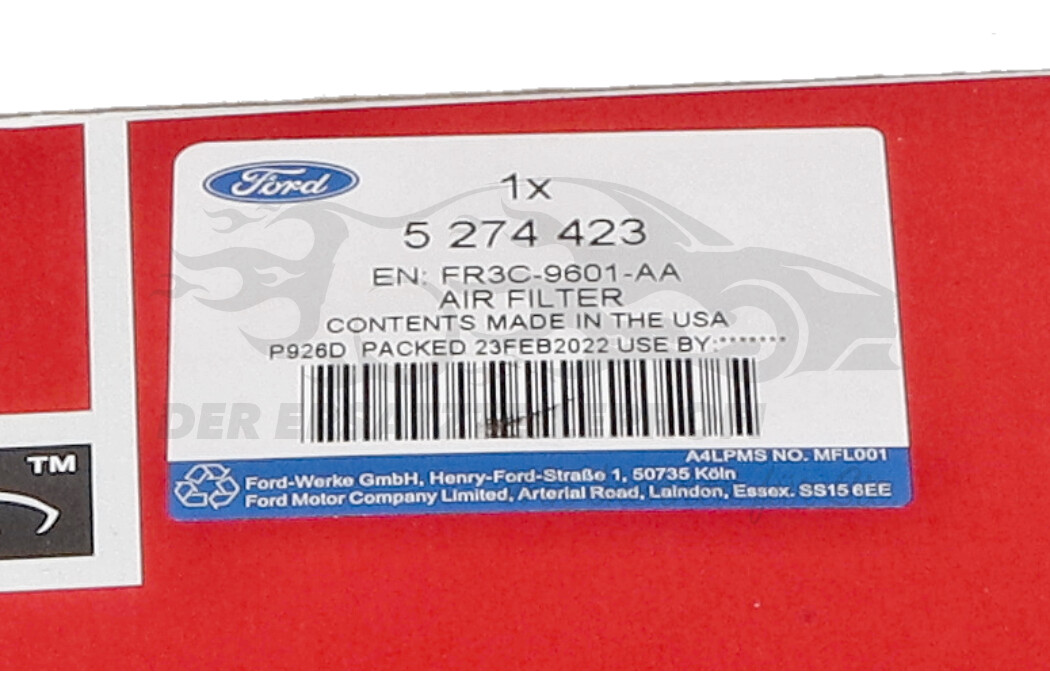 Ford
1x
5 274 423
EN: FR3C-9601-AA
AIR FILTER
CONTENTS MADE IN THE USA
P926D PACKED 23FEB2022 USE BY:*******
DER ERSATZTEILE
A4LPMS NO. MFL001
TM
Ford-Werke GmbH, Henry-Ford-Straße 1, 50735 Köln
Ford Motor Company Limited, Arterial Road, Laindon, Essex. SS15 6EE